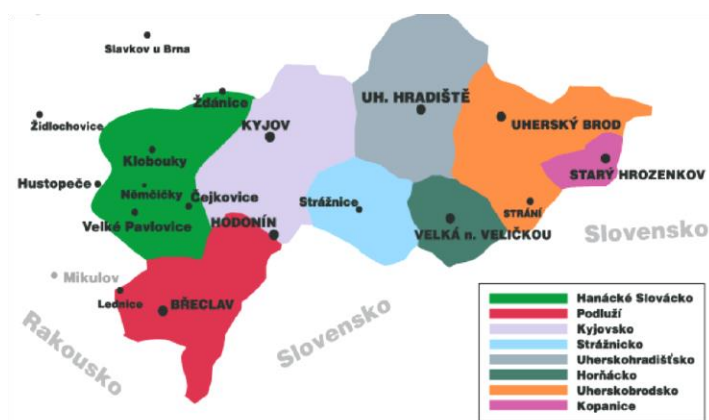 Slavkov u Brna
Ždánice
UH. HRADIŠTĚ
Židlochovice
KYJOV
UHERSKÝ BROD
Klobouky
STARÝ HROZENKOV
Hustopeče
Němčičky
Čejkovice
Strážnice
STRÁNÍ
Velké Pavlovice
HODONÍN
VELKÁ n. VELIČKOU
Slovensko
Mikulov
Lednice
BŘECLAV
Rakousko
Slovensko
Hanácké Slovácko
Podluží
Kyjovsko
Strážnicko
Uherskohradišťsko
Horňácko
Uherskobrodsko
Kopanice